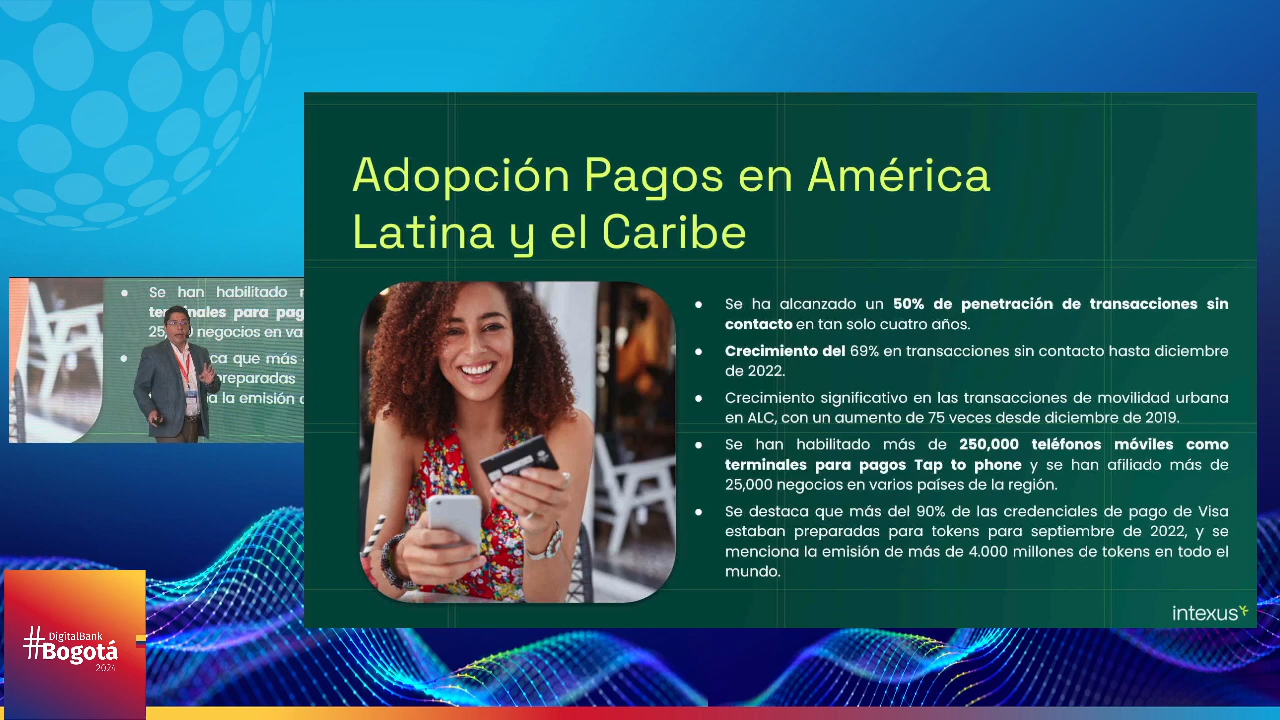 Adopción Pagos en América
Latina y el Caribe
● Se ha alcanzado un 50% de penetración de transacciones sin
contacto en tan solo cuatro años.
● Crecimiento del 69% en transacciones sin contacto hasta diciembre
de 2022.
● Crecimiento significativo en las transacciones de movilidad urbana
en ALC, con un aumento de 75 veces desde diciembre de 2019.
● Se han habilitado más de 250,000 teléfonos móviles como
terminales para pagos Tap to phone y se han afiliado más de
25,000 negocios en varios países de la región.
● Se destaca que más del 90% de las credenciales de pago de Visa
estaban preparadas para tokens para septiembre de 2022, y se
menciona la emisión de más de 4.000 millones de tokens en todo el
mundo.
intexus
● Se han habilitado
negocios en va
● que más
preparadas
la emisión
#DigitalBank
Bogotá
2024